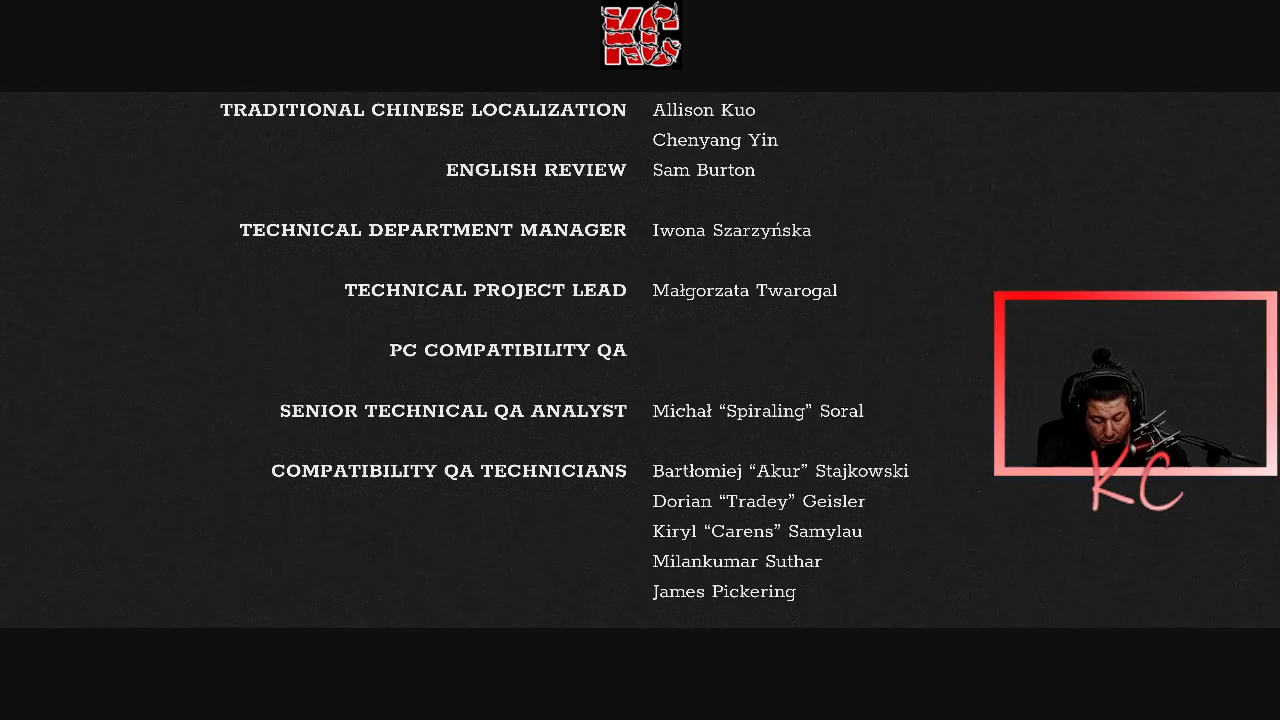 KC
TRADITIONAL CHINESE LOCALIZATION Allison Kuo
Chenyang Yin
ENGLISH REVIEW Sam Burton
TECHNICAL DEPARTMENT MANAGER Iwona Szarzyńska
TECHNICAL PROJECT LEAD Małgorzata Twarogal
PC COMPATIBILITY QA
SENIOR TECHNICAL QA ANALYST Michał “Spiraling” Soral
COMPATIBILITY QA TECHNICIANS Bartłomiej “Akur” Stajkowski
Dorian “Tradey” Geisler
Kiryl “Carens” Samylau
Milankumar Suthar
James Pickering
KC